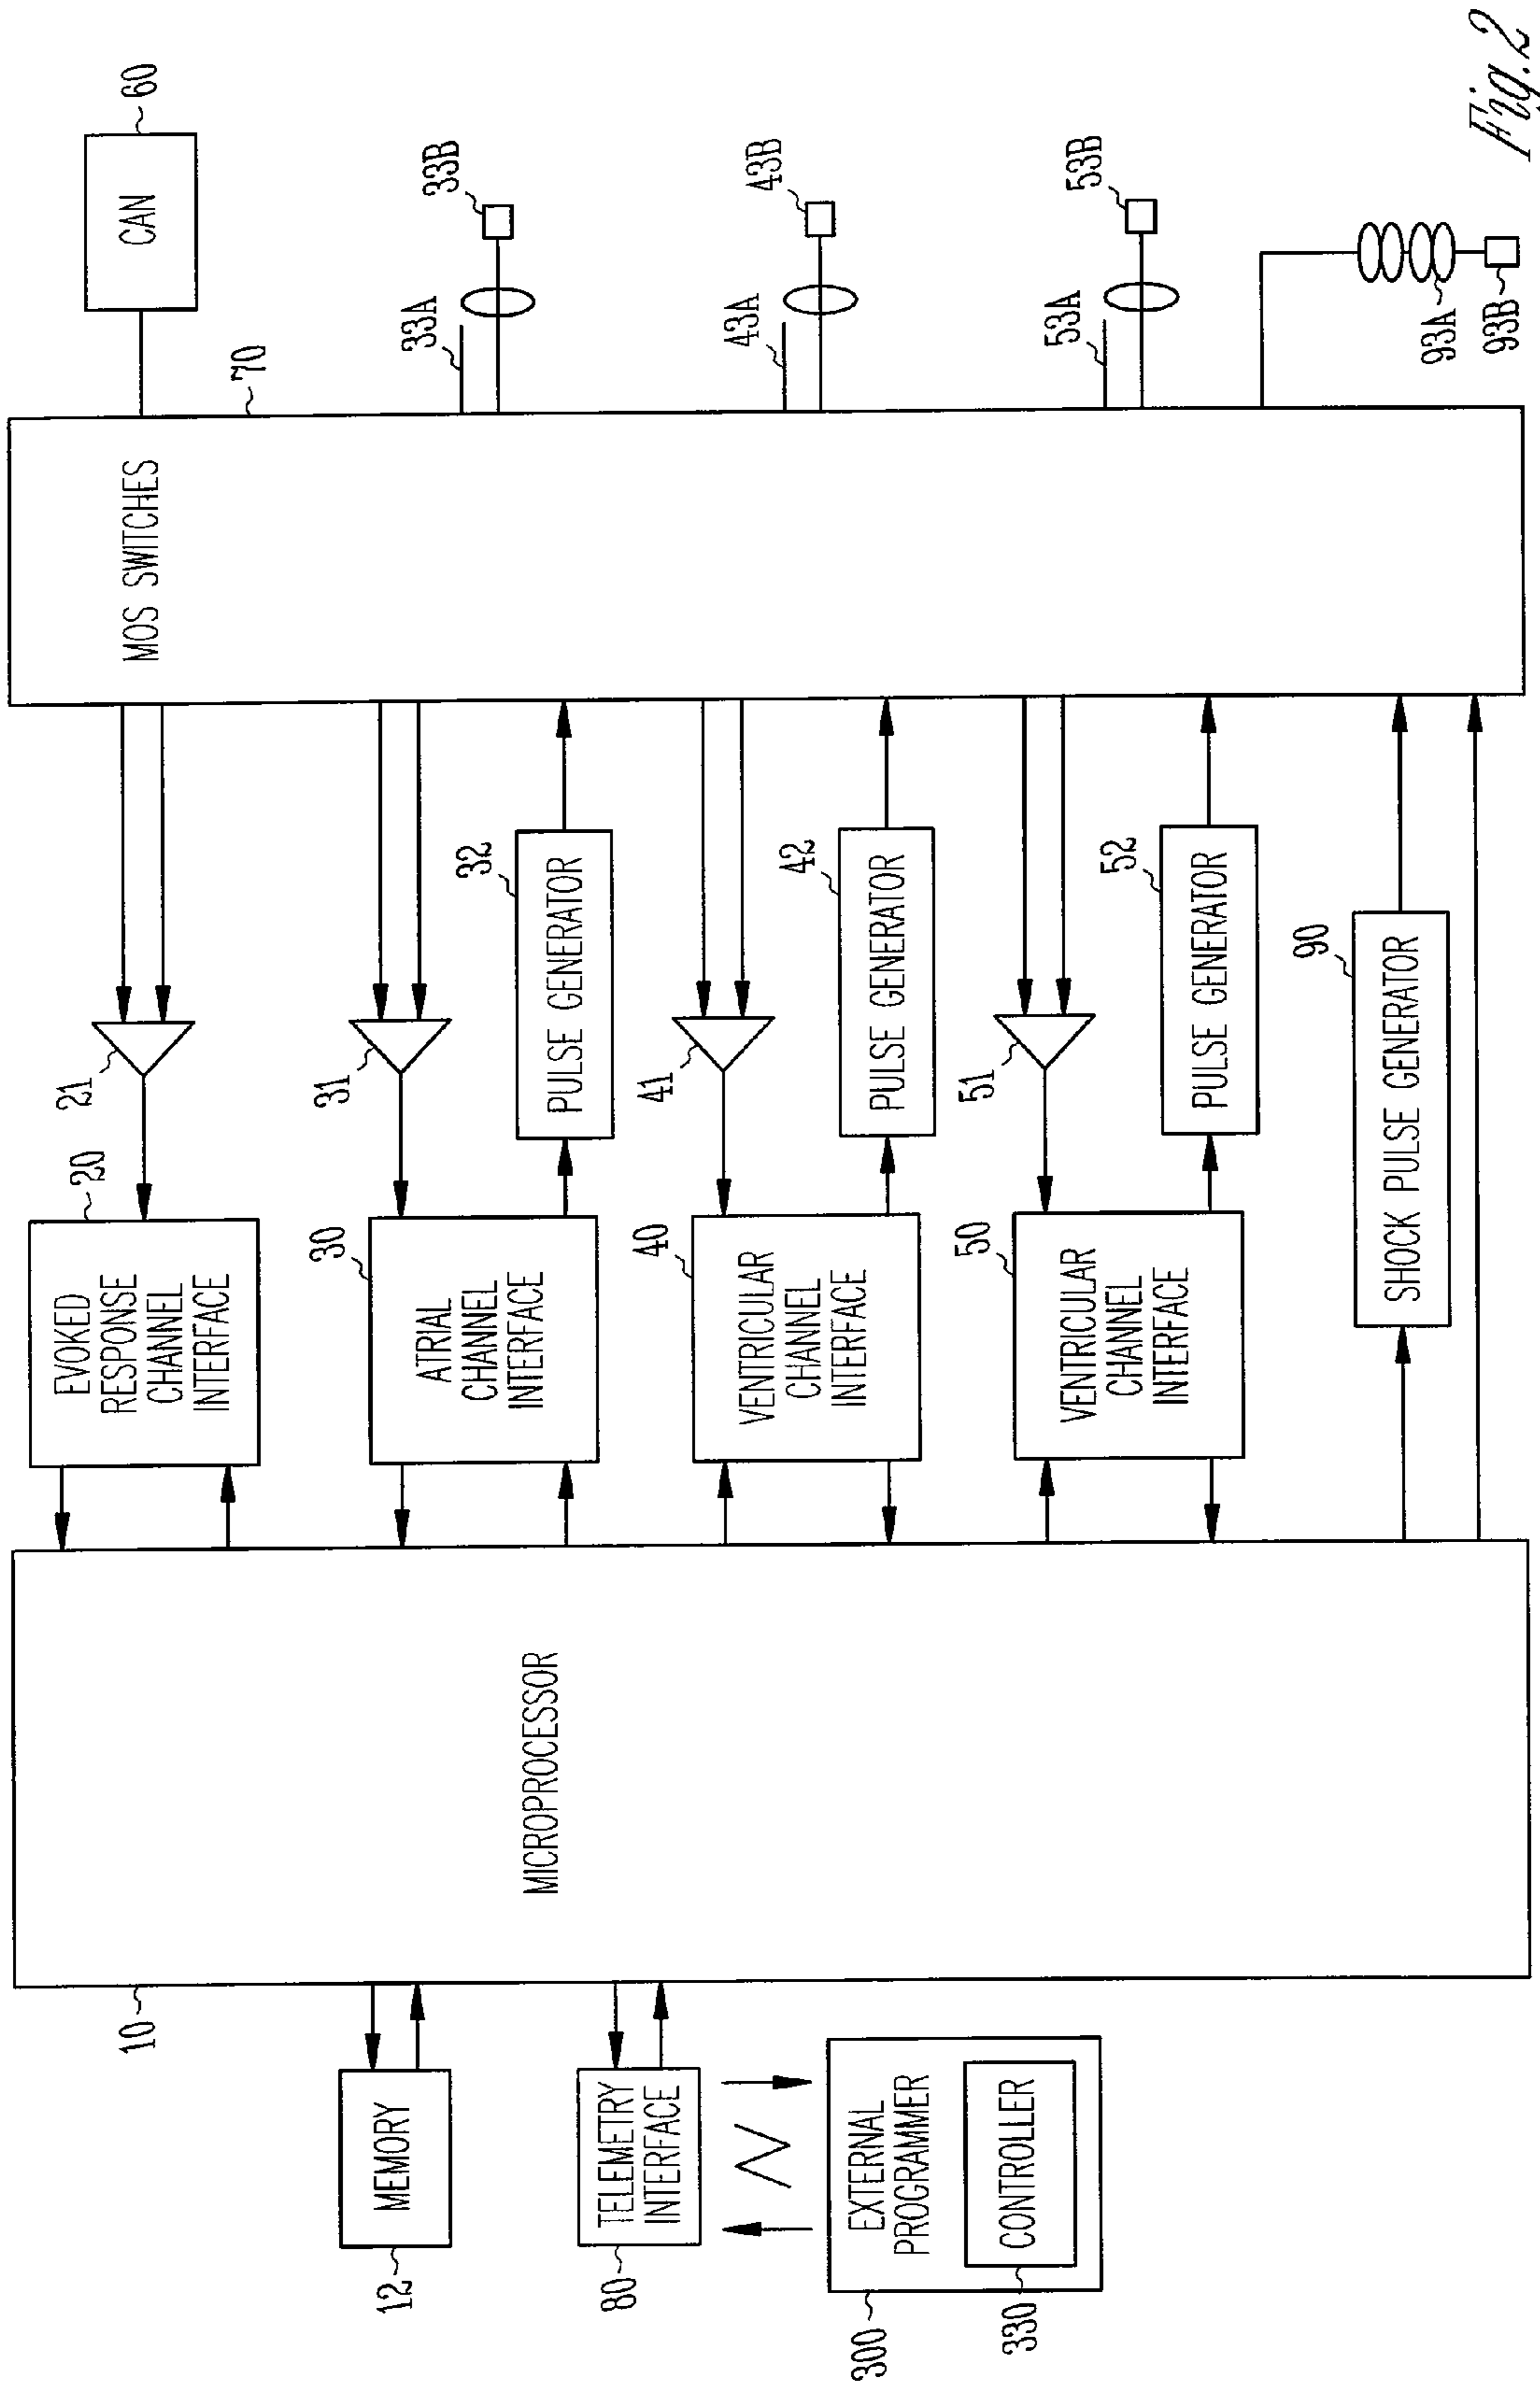 10
MICROPROCESSOR
12
MEMORY
80
TELEMETRY
INTERFACE
300
EXTERNAL
PROGRAMMER
330
CONTROLLER
20
EVOKED
RESPONSE
CHANNEL
INTERFACE
21
30
ATRIAL
CHANNEL
INTERFACE
31
32
PULSE GENERATOR
40
VENTRICULAR
CHANNEL
INTERFACE
41
42
PULSE GENERATOR
50
VENTRICULAR
CHANNEL
INTERFACE
51
52
PULSE GENERATOR
90
SHOCK PULSE GENERATOR
MOS SWITCHES
70
CAN
60
33A
33B
43A
43B
53A
53B
93A
93B
Fig. 2